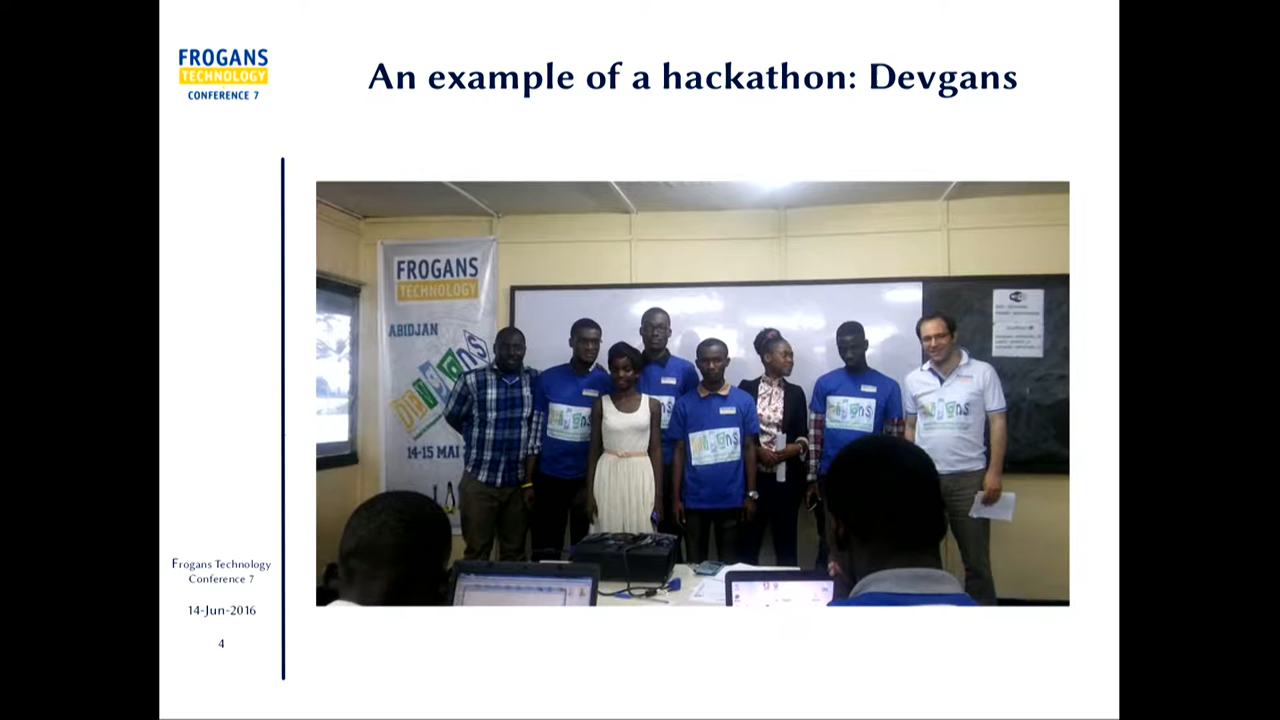 FROGANS
TECHNOLOGY
CONFERENCE 7
An example of a hackathon: Devgans
FROGANS
TECHNOLOGY
ABIDJAN
Devgans
14-15 MAI
Frogans Technology
Conference 7
14-Jun-2016
4